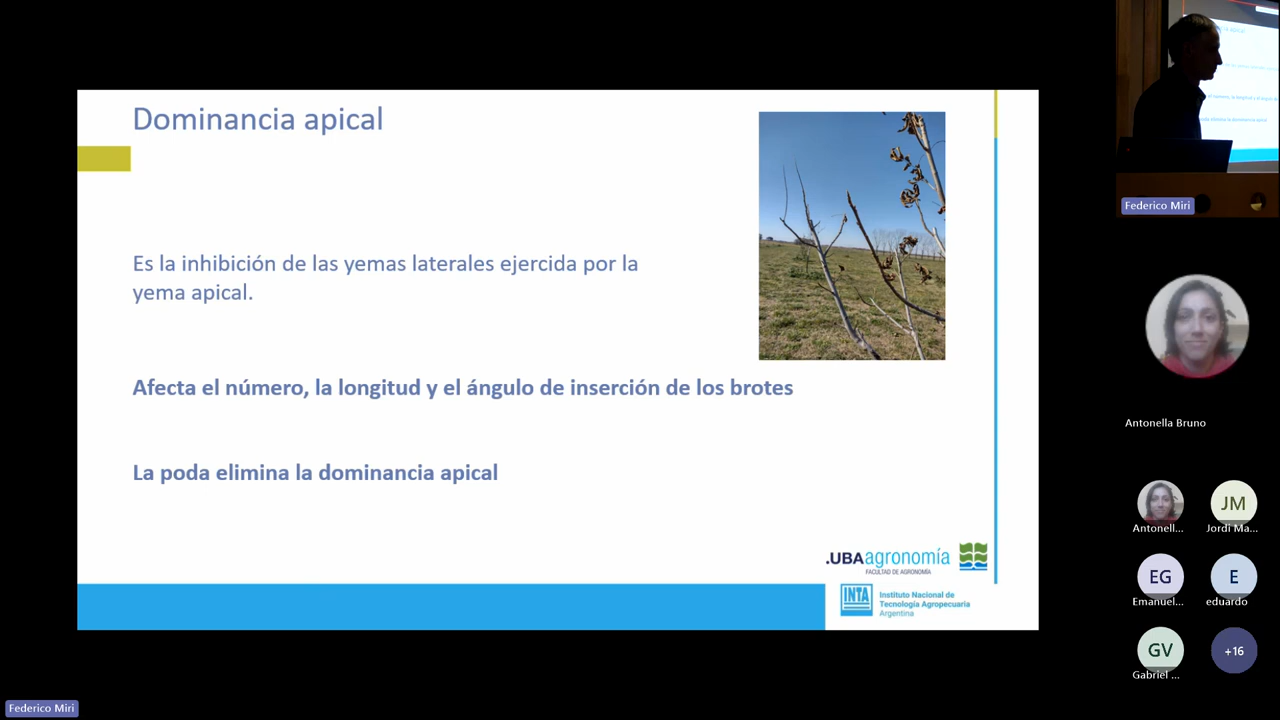 Dominancia apical
Es la inhibición de las yemas laterales ejercida por la
yema apical.
Afecta el número, la longitud y el ángulo de inserción de los brotes
La poda elimina la dominancia apical
.UBAagronomía
FACULTAD DE AGRONOMÍA
INTA
Instituto Nacional de
Tecnología Agropecuaria
Argentina
Federico Miri
Federico Miri
Antonella Bruno
Antonell...
JM
Jordi Ma...
EG
Emanuel...
E
eduardo
GV
Gabriel ...
+16